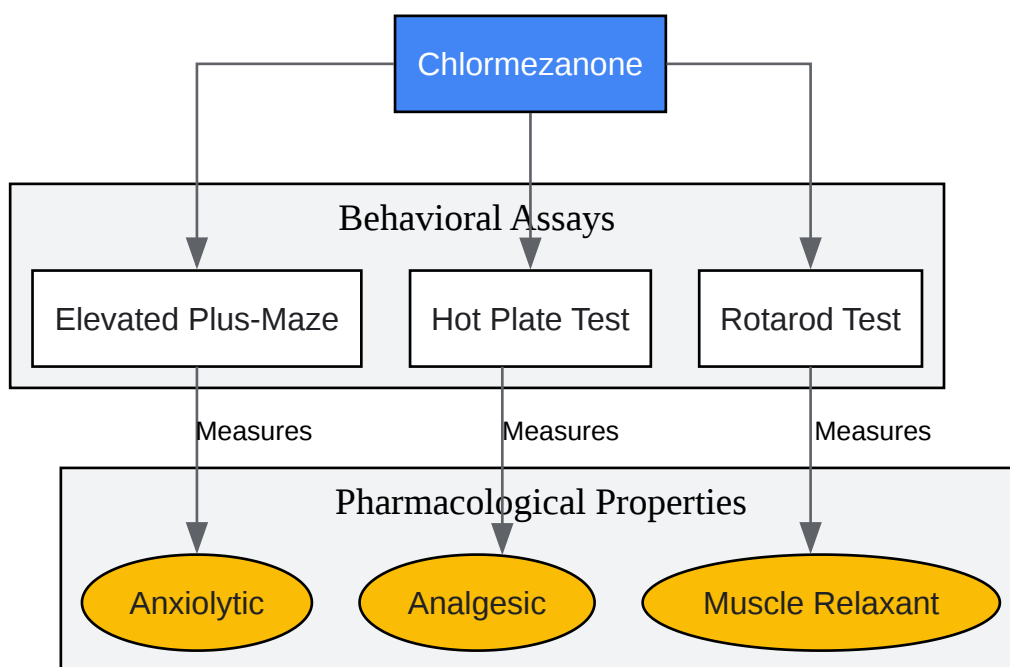 Chlormezanone
Behavioral Assays
Elevated Plus-Maze
Hot Plate Test
Rotarod Test
Measures
Measures
Measures
Pharmacological Properties
Anxiolytic
Analgesic
Muscle Relaxant